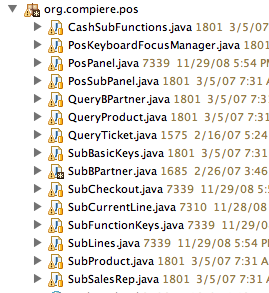 org.compiere.pos
CashSubFunctions.java 1801 3/5/07
PosKeyboardFocusManager.java 1801
PosPanel.java 7339 11/29/08 5:54 PM
PosSubPanel.java 1801 3/5/07 7:31
QueryBPartner.java 1801 3/5/07 7:31
QueryProduct.java 1801 3/5/07 7:31
QueryTicket.java 1575 2/16/07 5:24
SubBasicKeys.java 1801 3/5/07 7:31
SubBPartner.java 1685 2/26/07 3:46
SubCheckout.java 7339 11/29/08 5:
SubCurrentLine.java 7310 11/28/08
SubFunctionKeys.java 7339 11/29/0
SubLines.java 7339 11/29/08 5:54 P
SubProduct.java 1801 3/5/07 7:31 A
SubSalesRep.java 1801 3/5/07 7:31